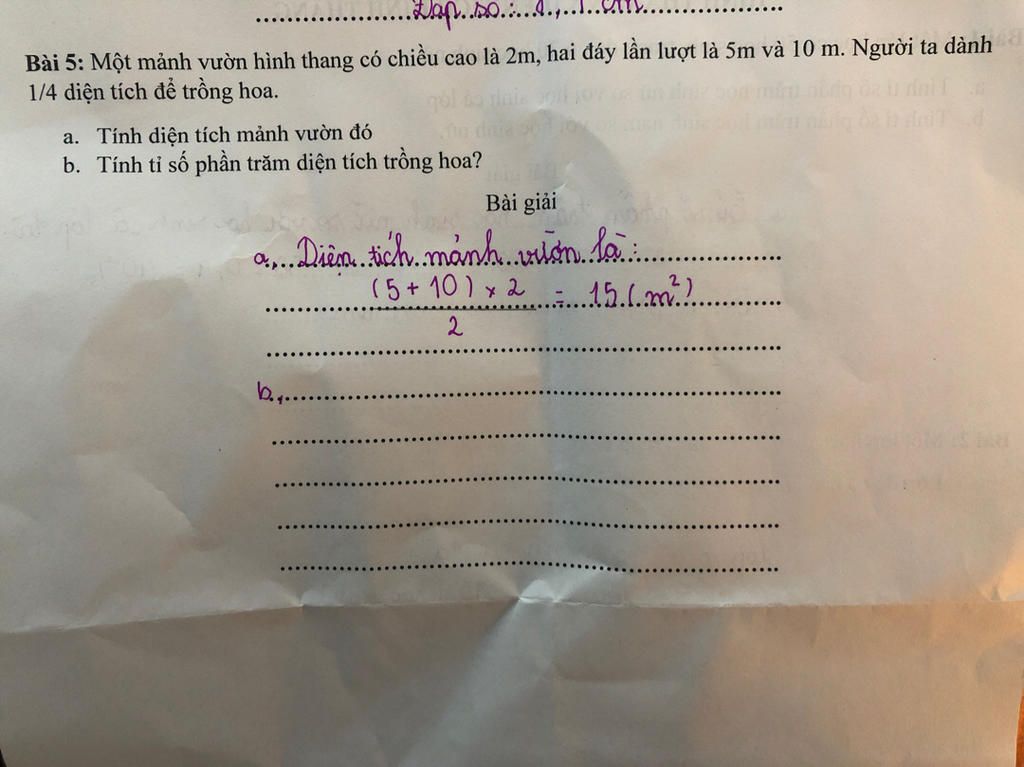 Đáp số:
Bài 5: Một mảnh vườn hình thang có chiều cao là 2m, hai đáy lần lượt là 5m và 10 m. Người ta dành
1/4 diện tích để trồng hoa.
a. Tính diện tích mảnh vườn đó
b. Tính tỉ số phần trăm diện tích trồng hoa?
Bài giải
a, Diện tích mảnh vườn là:
(5 + 10) x 2 = 15 (m²)
2
b,